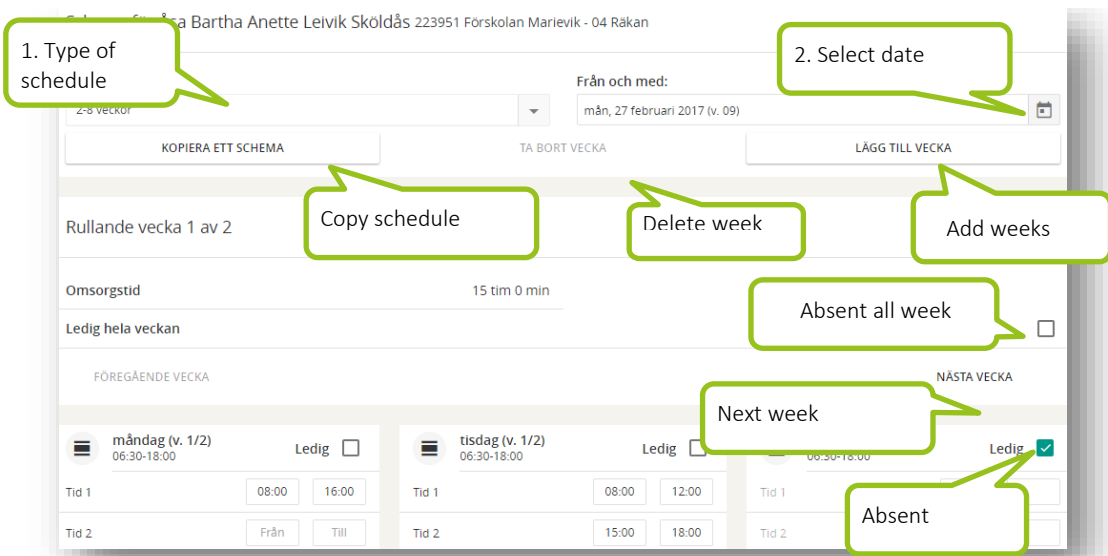 Bartha Anette Leivik Sköldås 223951 Förskolan Marievik - 04 Räkan
1. Type of
schedule
2. Select date
Från och med:
2-8 veckor
mån, 27 februari 2017 (v. 09)
KOPIERA ETT SCHEMA
TA BORT VECKA
LÄGG TILL VECKA
Copy schedule
Delete week
Add weeks
Rullande vecka 1 av 2
Omsorgstid
15 tim 0 min
Absent all week
Ledig hela veckan
FÖREGÅENDE VECKA
NÄSTA VECKA
Next week
måndag (v. 1/2)
06:30-18:00
Ledig
tisdag (v. 1/2)
06:30-18:00
Ledig
06:30-18:00
Ledig
Tid 1
08:00
16:00
Tid 1
08:00
12:00
Tid 1
Absent
Tid 2
Från
Till
Tid 2
15:00
18:00
Tid 2